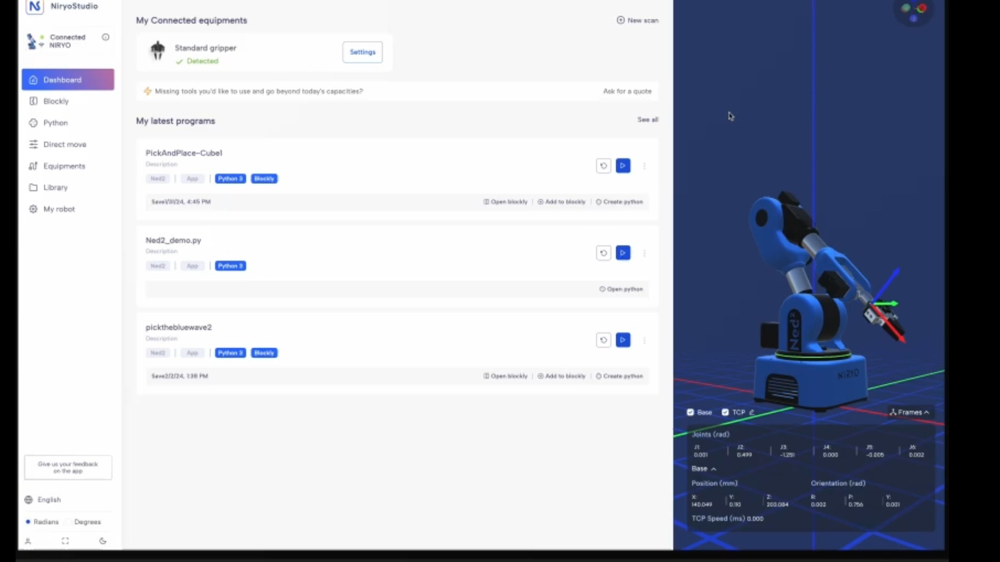 NiryoStudio
Connected
NIRYO
Dashboard
Blockly
Python
Direct move
Equipments
Library
My robot
Give us your feedback
on the app
English
Radians Degrees
My Connected equipments
New scan
Standard gripper
Detected
Settings
Missing tools you'd like to use and go beyond today's capacities?
Ask for a quote
My latest programs
See all
PickAndPlace-Cube1
Description
Ned2 | App | Python 3 Blockly
Save1/31/24, 4:45 PM
Open blockly | Add to blockly | Create python
Ned2_demo.py
Description
Ned2 | App | Python 3
Open python
pickthebluewave2
Description
Ned2 | App | Python 3 Blockly
Save2/2/24, 1:38 PM
Open blockly | Add to blockly | Create python
Ned2
NIRYO
Base TCP
Frames
Joints (rad)
J1: J2: J3: J4: J5: J6:
0.001 0.499 -1.251 0.000 -0.005 0.002
Base
Position (mm) Orientation (rad)
X: Y: Z: R: P: Y:
140.049 0.110 200.084 0.002 0.756 0.001
TCP Speed (ms) 0.000